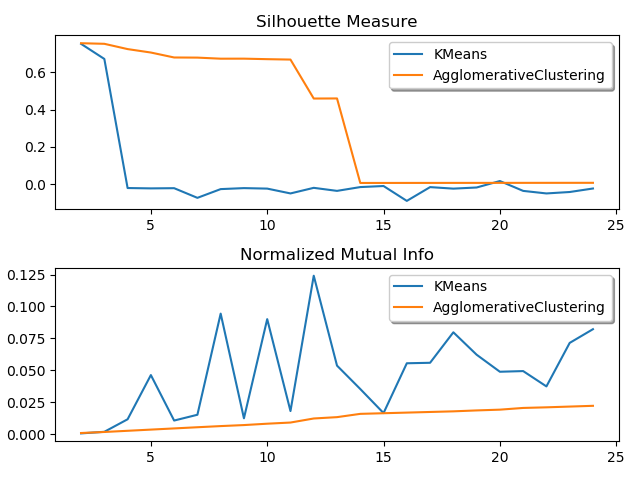 Silhouette Measure
KMeans
AgglomerativeClustering
0.6
0.4
0.2
0.0
5 10 15 20 25
Normalized Mutual Info
KMeans
AgglomerativeClustering
0.125
0.100
0.075
0.050
0.025
0.000
5 10 15 20 25